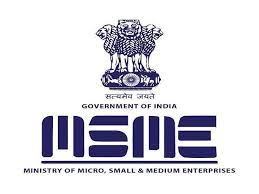 सत्यमेव जयते
GOVERNMENT OF INDIA
MSME
MINISTRY OF MICRO, SMALL & MEDIUM ENTERPRISES